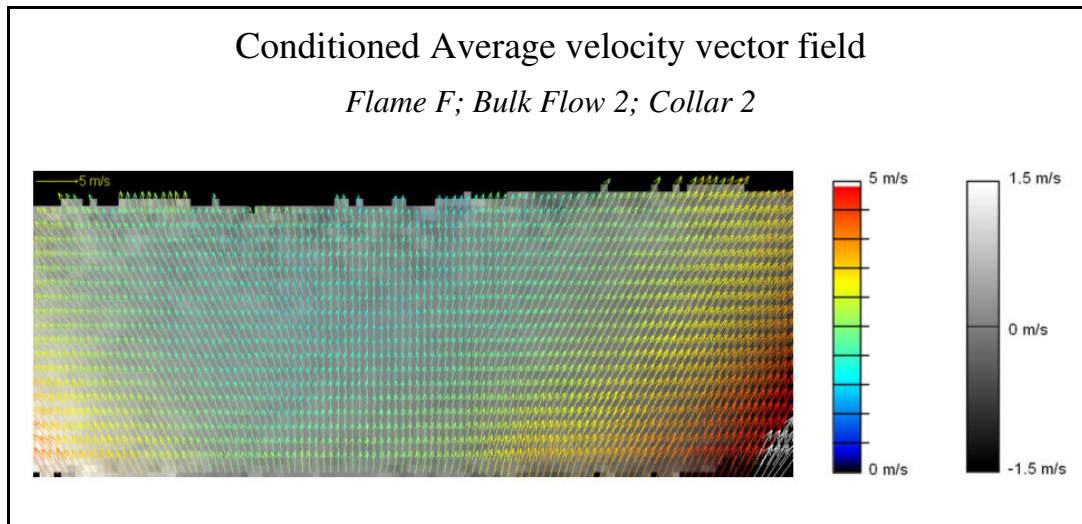 Conditioned Average velocity vector field
Flame F; Bulk Flow 2; Collar 2
5 m/s
5 m/s
0 m/s
1.5 m/s
0 m/s
-1.5 m/s